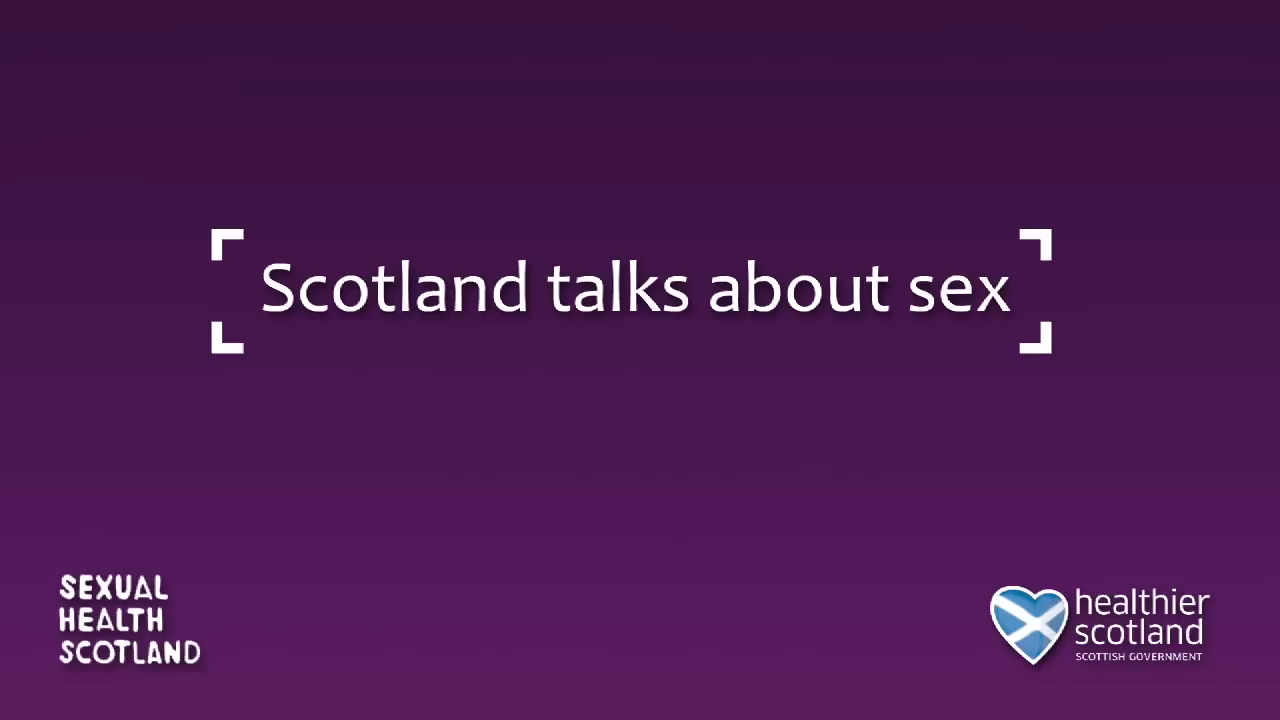 Scotland talks about sex
SEXUAL
HEALTH
SCOTLAND
healthier
scotland
SCOTTISH GOVERNMENT